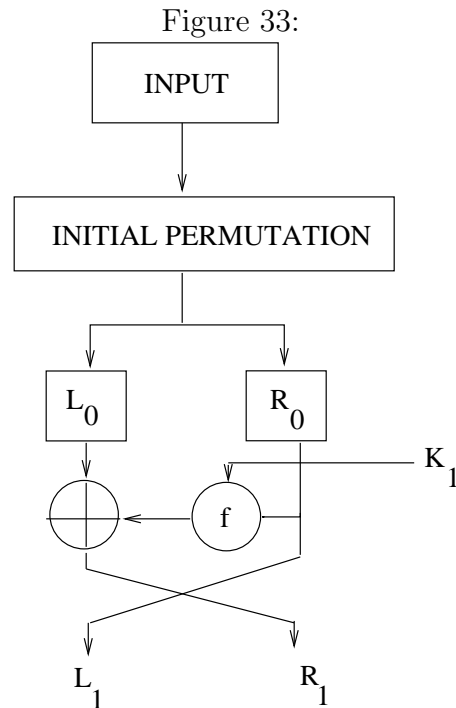 Figure 33:
INPUT
INITIAL PERMUTATION
L0 R0
K1
f
L1 R1